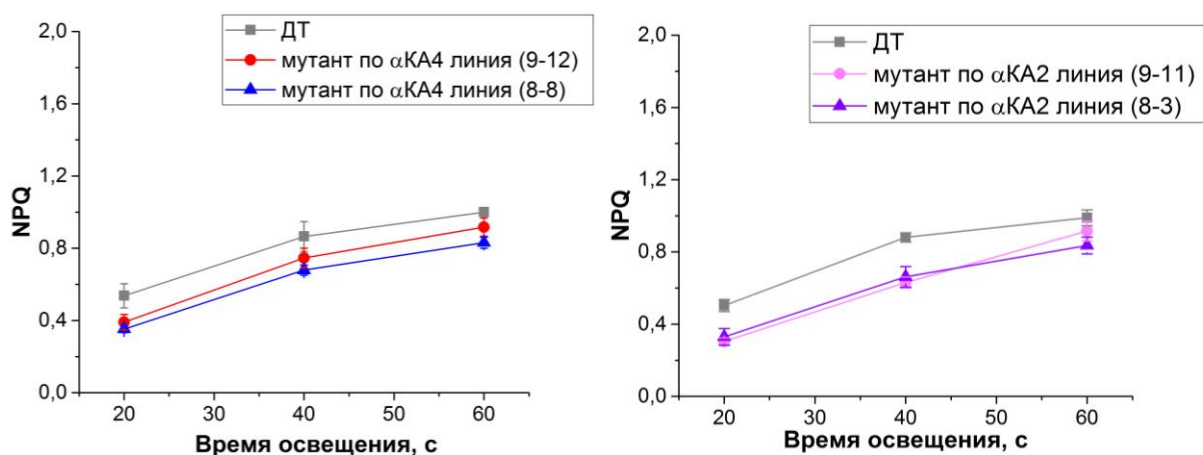 2,0
1,6
1,2
0,8
0,4
0,0
NPQ
ДТ
мутант по αКА4 линия (9-12)
мутант по αКА4 линия (8-8)
20 30 40 50 60
Время освещения, с
2,0
1,6
1,2
0,8
0,4
0,0
NPQ
ДТ
мутант по αКА2 линия (9-11)
мутант по αКА2 линия (8-3)
20 30 40 50 60
Время освещения, с